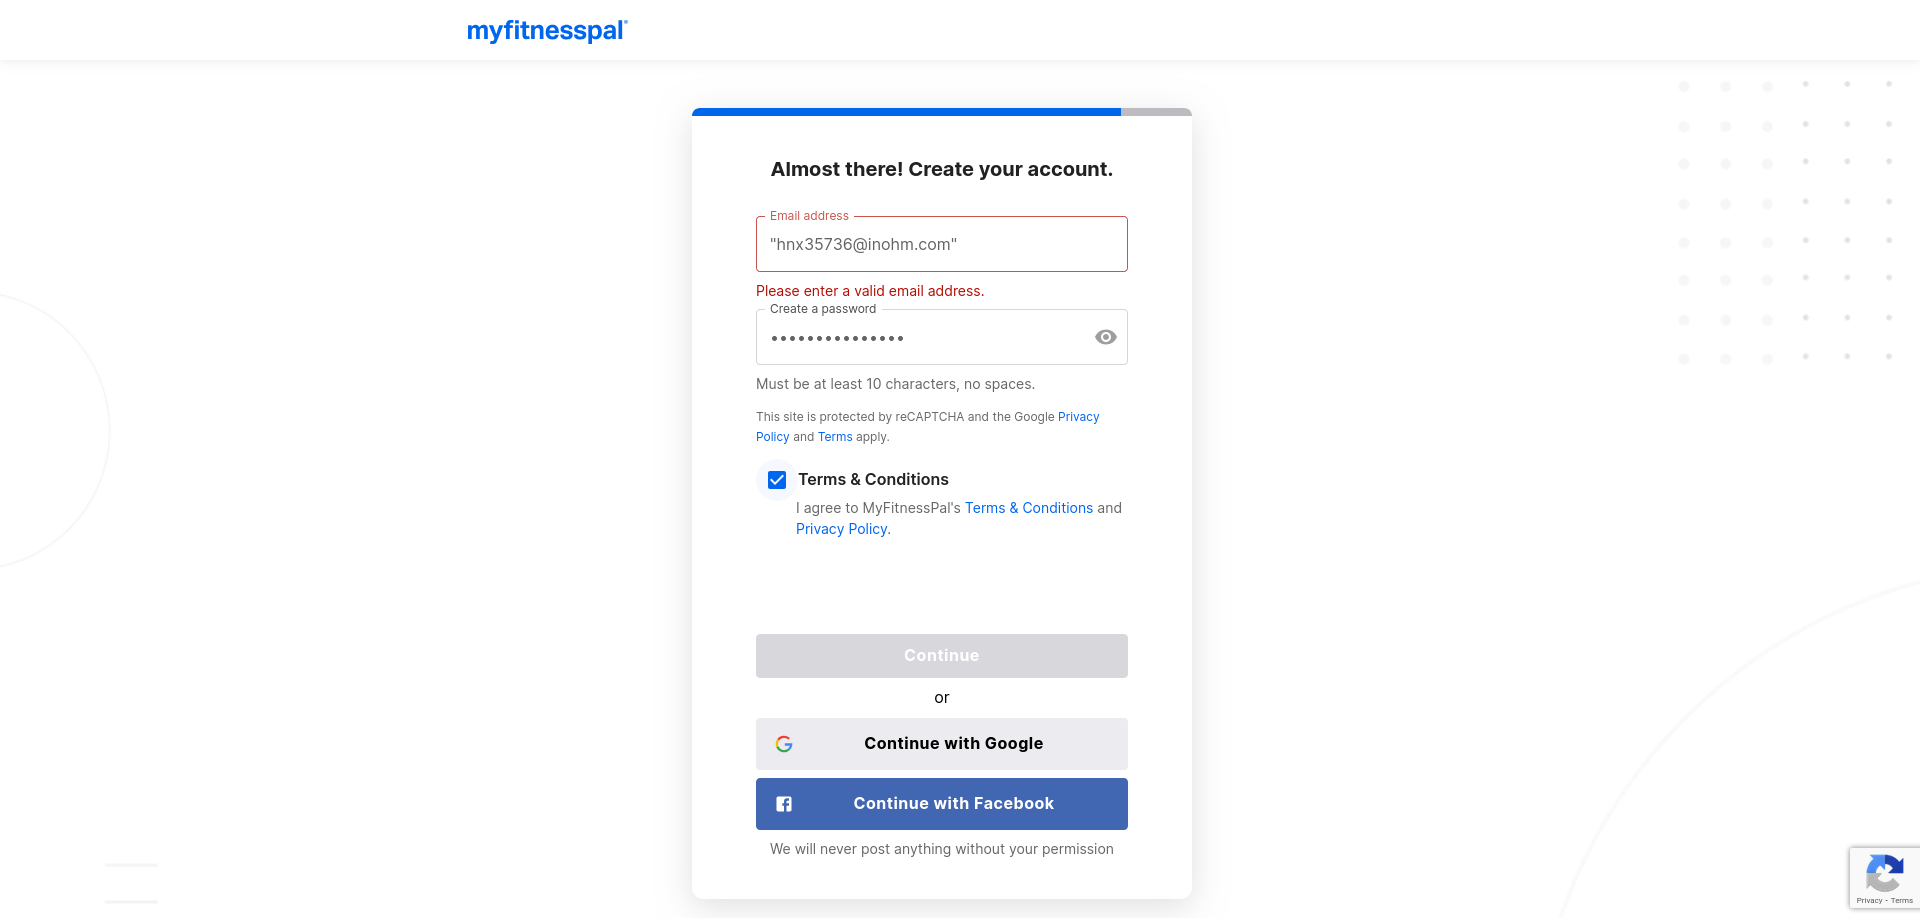 myfitnesspal
Almost there! Create your account.
Email address
"hnx35736@inohm.com"
Please enter a valid email address.
Create a password
•••••••••••••••
Must be at least 10 characters, no spaces.
This site is protected by reCAPTCHA and the Google Privacy
Policy and Terms apply.
Terms & Conditions
I agree to MyFitnessPal's Terms & Conditions and
Privacy Policy.
Continue
or
Continue with Google
Continue with Facebook
We will never post anything without your permission
Privacy - Terms